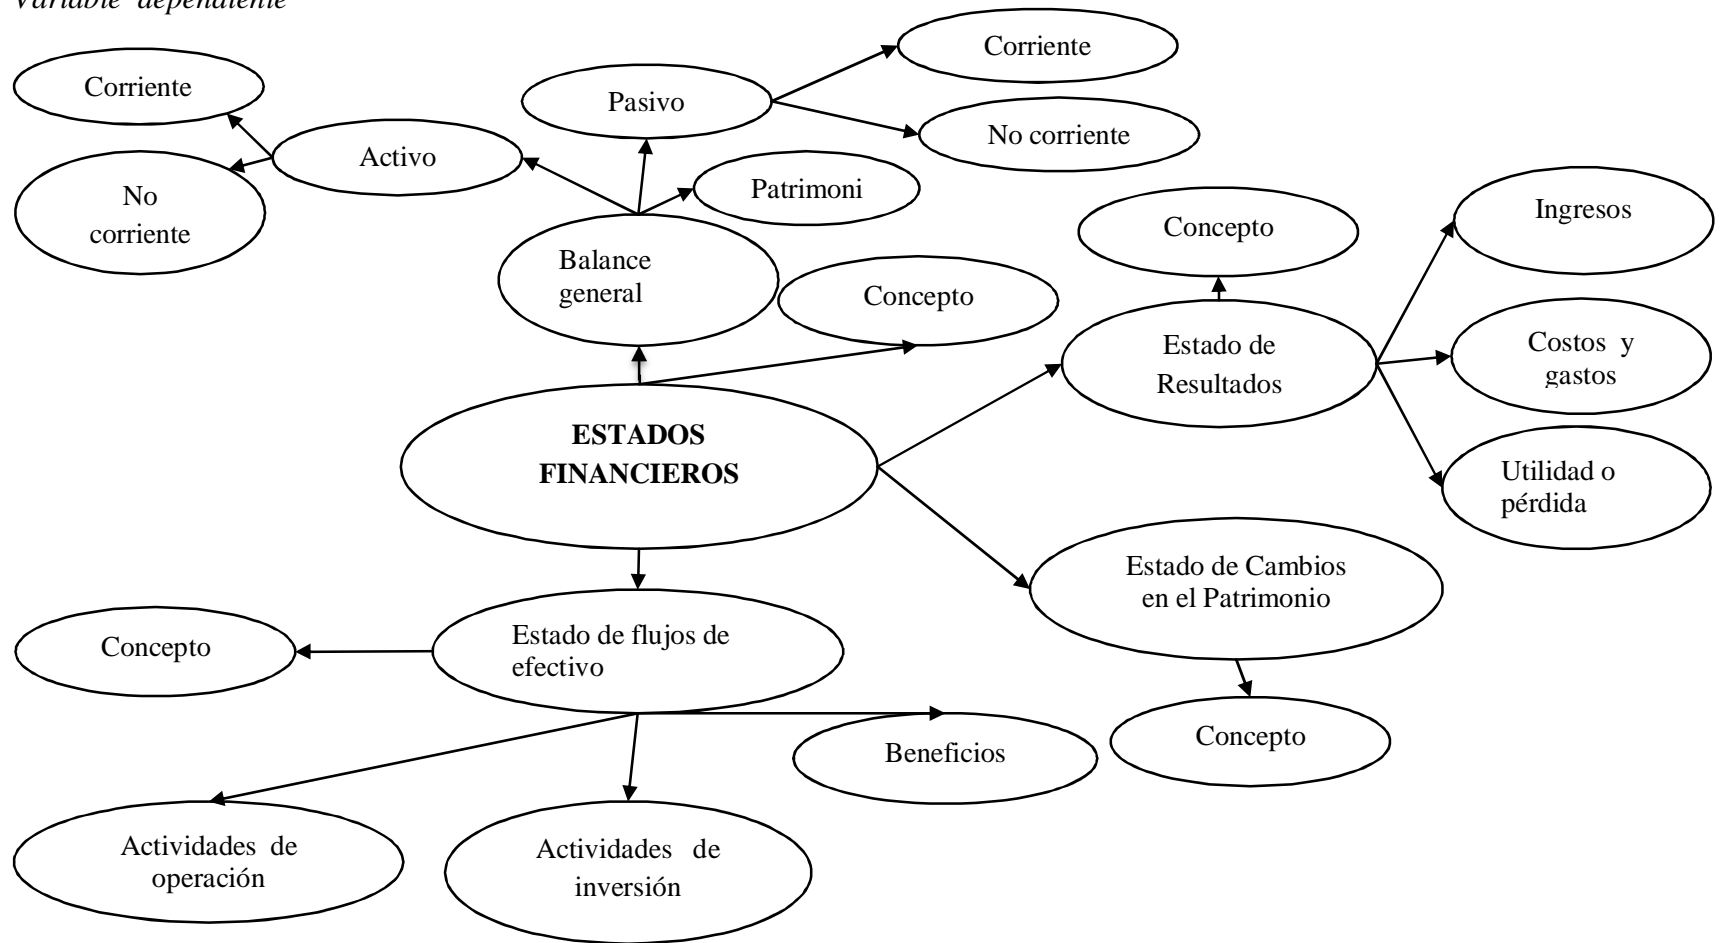 Variable dependiente
Corriente
Corriente
Pasivo
No corriente
Activo
Patrimoni
No
corriente
Ingresos
Concepto
Balance
general
Concepto
Estado de
Resultados
Costos y
gastos
ESTADOS
FINANCIEROS
Utilidad o
pérdida
Estado de Cambios
en el Patrimonio
Concepto
Estado de flujos de
efectivo
Concepto
Beneficios
Actividades de
operación
Actividades de
inversión